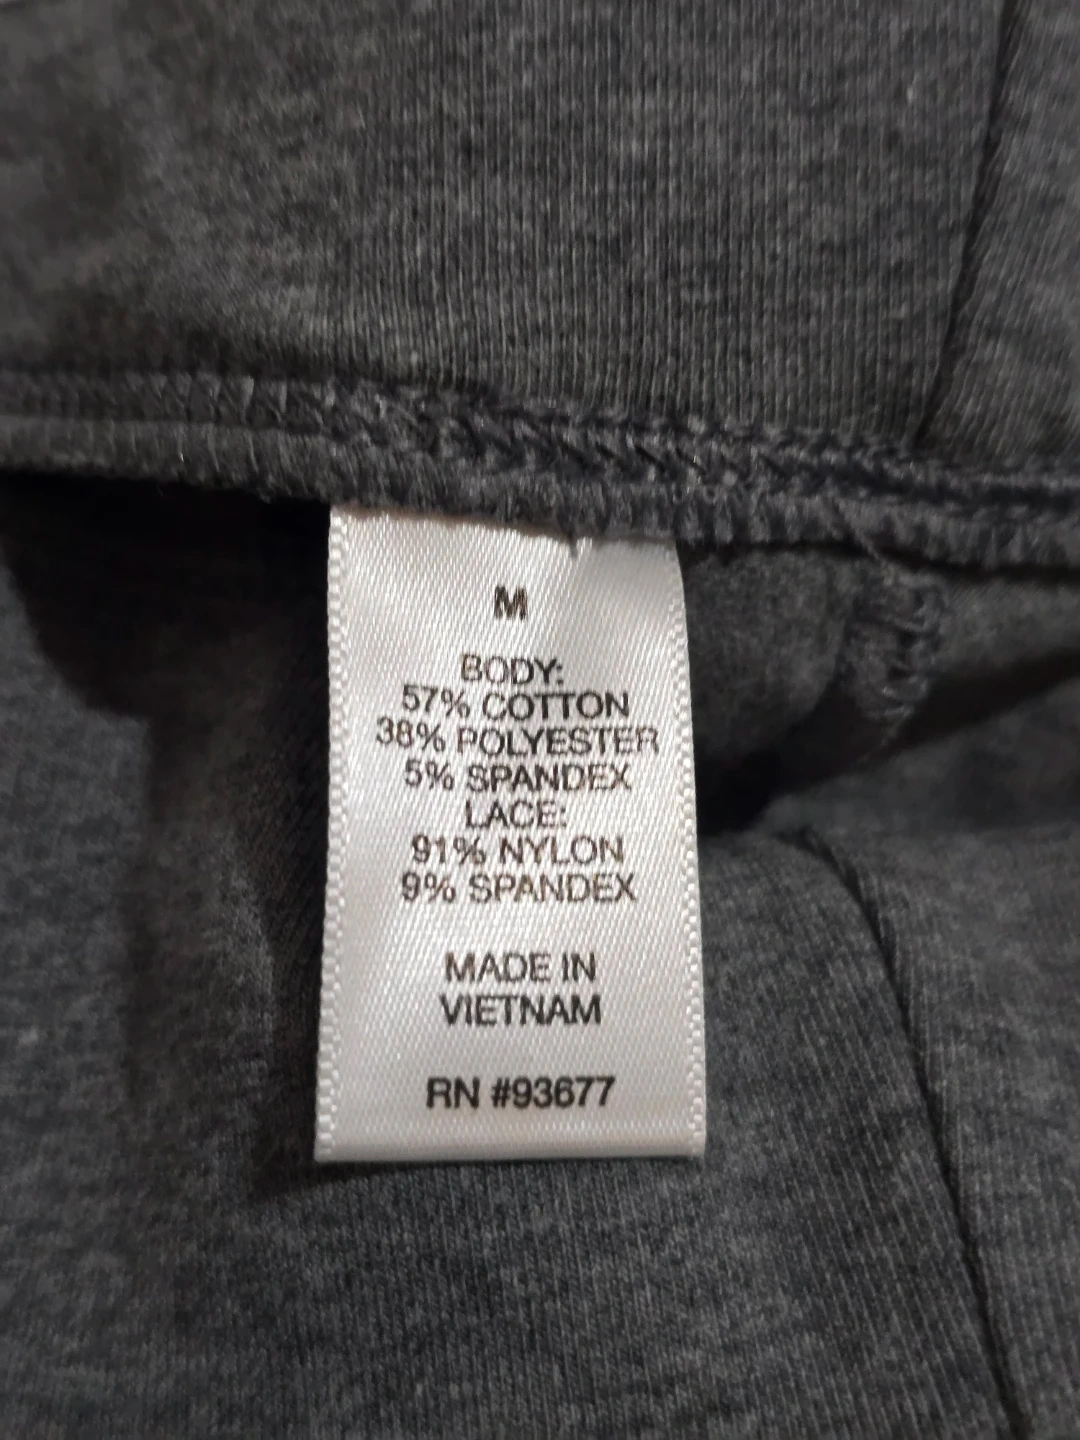 M
BODY:
57% COTTON
38% POLYESTER
5% SPANDEX
LACE:
91% NYLON
9% SPANDEX
MADE IN
VIETNAM
RN #93677